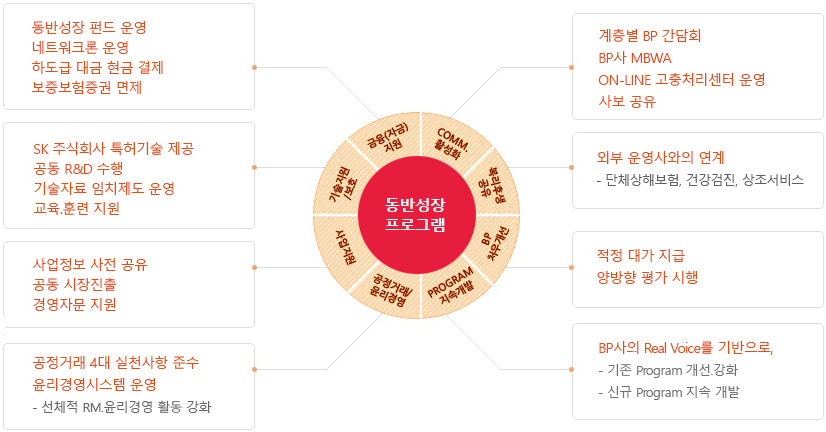 동반성장 펀드 운영
네트워크론 운영
하도급 대금 현금 결제
보증보험증권 면제
SK 주식회사 특허기술 제공
공동 R&D 수행
기술자료 임치제도 운영
교육.훈련 지원
사업정보 사전 공유
공동 시장진출
경영자문 지원
공정거래 4대 실천사항 준수
윤리경영시스템 운영
- 선체적 RM.윤리경영 활동 강화
금융(자금)
지원
COMM.
활성화
기술지원
/보호
복리후생
공유
동반성장
프로그램
사업지원
BP
처우개선
공정거래/
윤리경영
PROGRAM
지속개발
계층별 BP 간담회
BP사 MBWA
ON-LINE 고충처리센터 운영
사보 공유
외부 운영사와의 연계
- 단체상해보험, 건강검진, 상조서비스
적정 대가 지급
양방향 평가 시행
BP사의 Real Voice를 기반으로,
- 기존 Program 개선.강화
- 신규 Program 지속 개발